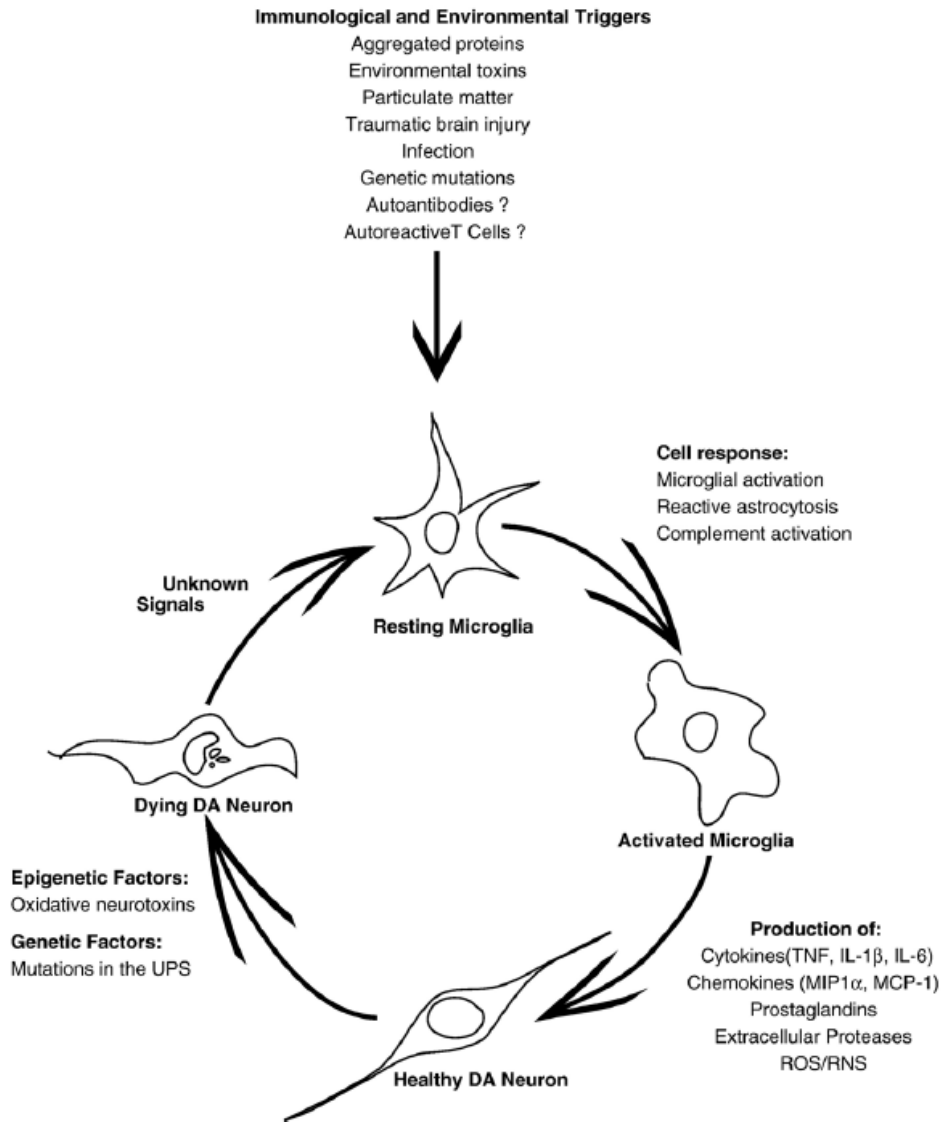 Immunological and Environmental Triggers
Aggregated proteins
Environmental toxins
Particulate matter
Traumatic brain injury
Infection
Genetic mutations
Autoantibodies ?
AutoreactiveT Cells ?
Cell response:
Microglial activation
Reactive astrocytosis
Complement activation
Unknown
Signals
Resting Microglia
Dying DA Neuron
Activated Microglia
Epigenetic Factors:
Oxidative neurotoxins
Genetic Factors:
Mutations in the UPS
Production of:
Cytokines(TNF, IL-1β, IL-6)
Chemokines (MIP1α, MCP-1)
Prostaglandins
Extracellular Proteases
ROS/RNS
Healthy DA Neuron